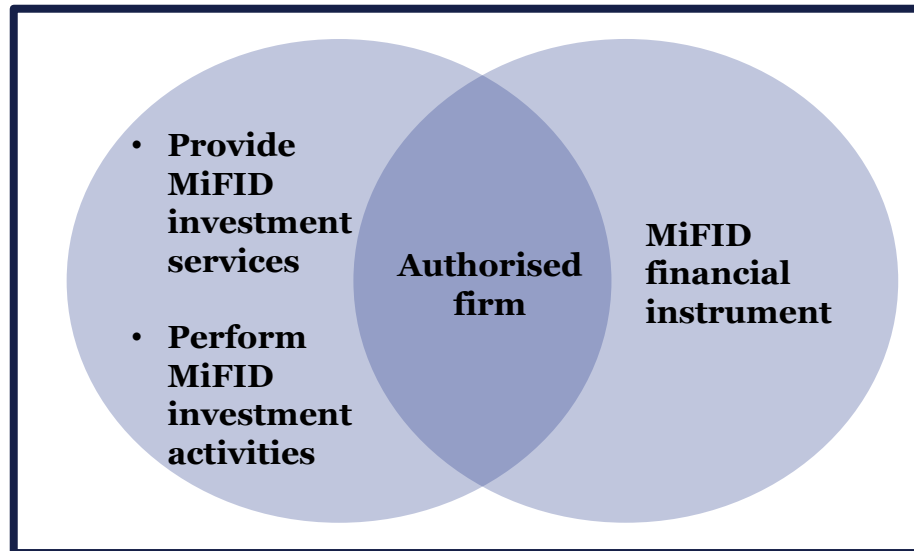 • Provide
MiFID
investment
services
• Perform
MiFID
investment
activities
Authorised
firm
MiFID
financial
instrument